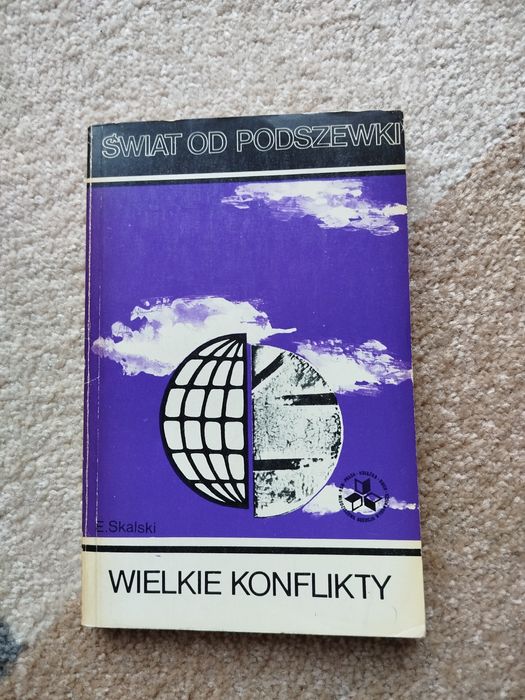 ŚWIAT OD PODSZEWKI
E.Skalski
WIELKIE KONFLIKTY